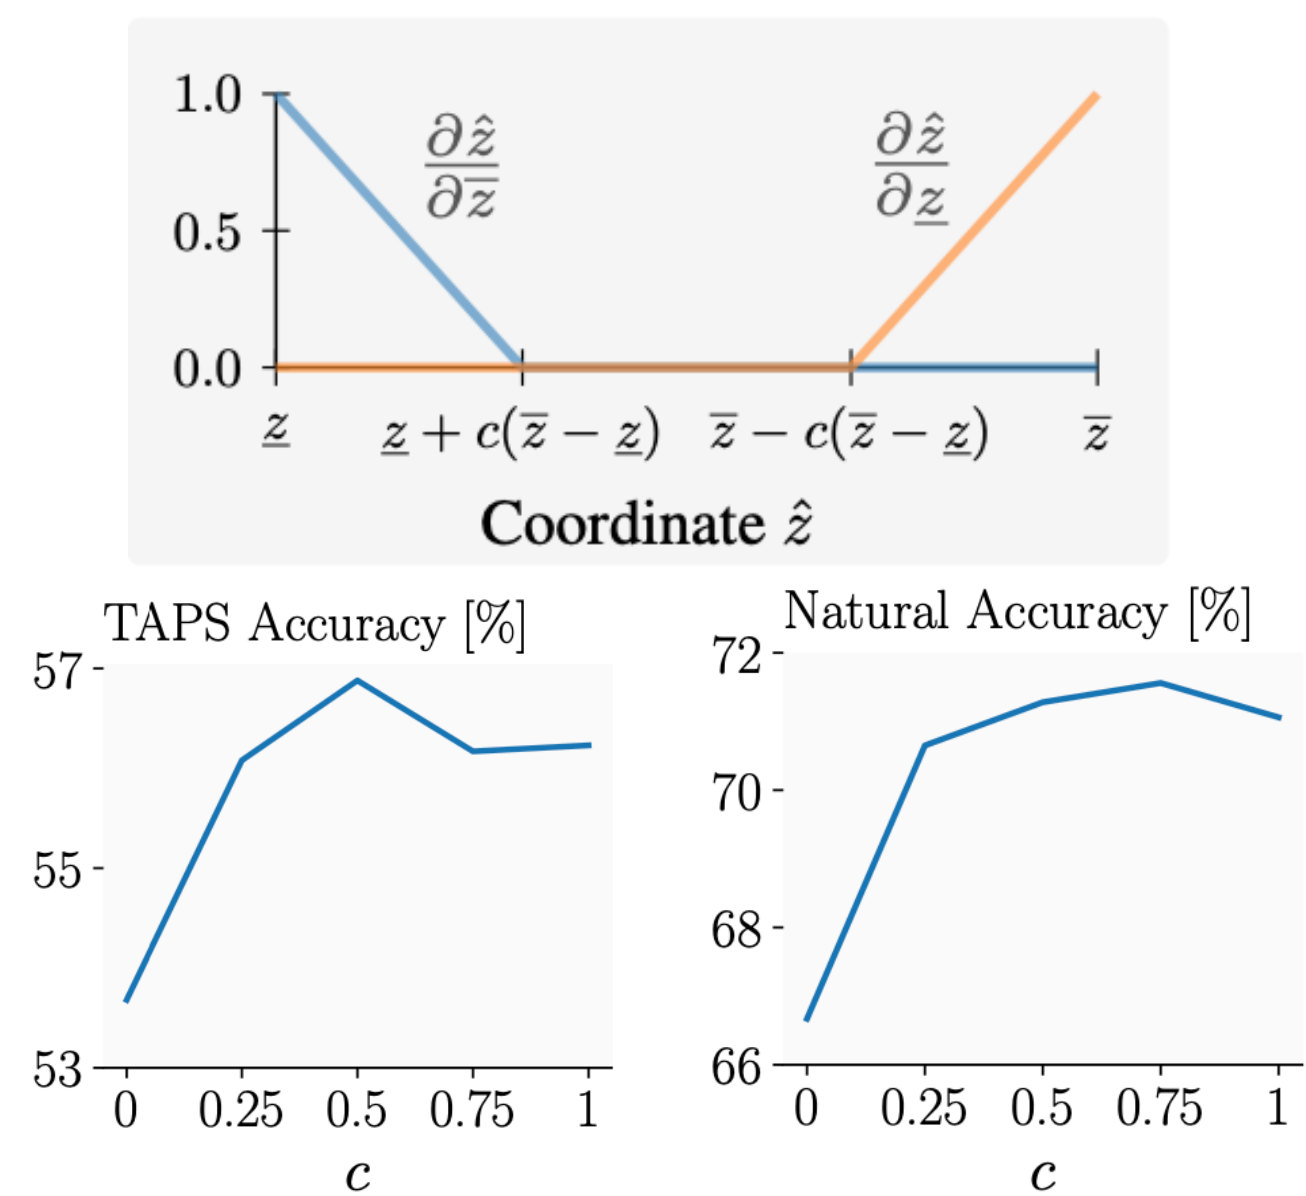 1.0
∂ẑ/∂z̅
∂ẑ/∂z̲
0.5
0.0
z̲
z̲ + c(z̅ − z̲)
z̅ − c(z̅ − z̲)
z̅
Coordinate ẑ
TAPS Accuracy [%]
57
55
53
0 0.25 0.5 0.75 1
c
Natural Accuracy [%]
72
70
68
66
0 0.25 0.5 0.75 1
c